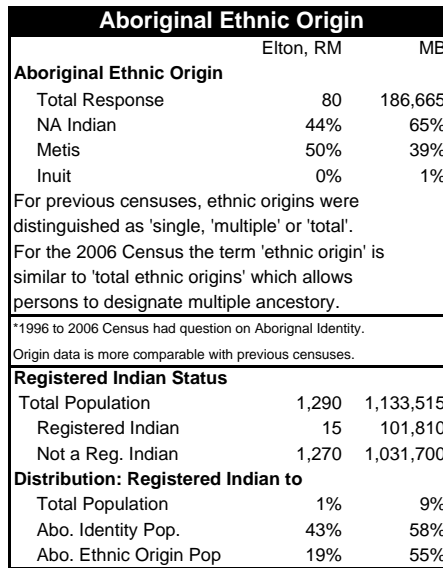 Aboriginal Ethnic Origin
Elton, RM MB
Aboriginal Ethnic Origin
Total Response 80 186,665
NA Indian 44% 65%
Metis 50% 39%
Inuit 0% 1%
For previous censuses, ethnic origins were
distinguished as 'single, 'multiple' or 'total'.
For the 2006 Census the term 'ethnic origin' is
similar to 'total ethnic origins' which allows
persons to designate multiple ancestory.
*1996 to 2006 Census had question on Aborignal Identity.
Origin data is more comparable with previous censuses.
Registered Indian Status
Total Population 1,290 1,133,515
Registered Indian 15 101,810
Not a Reg. Indian 1,270 1,031,700
Distribution: Registered Indian to
Total Population 1% 9%
Abo. Identity Pop. 43% 58%
Abo. Ethnic Origin Pop 19% 55%